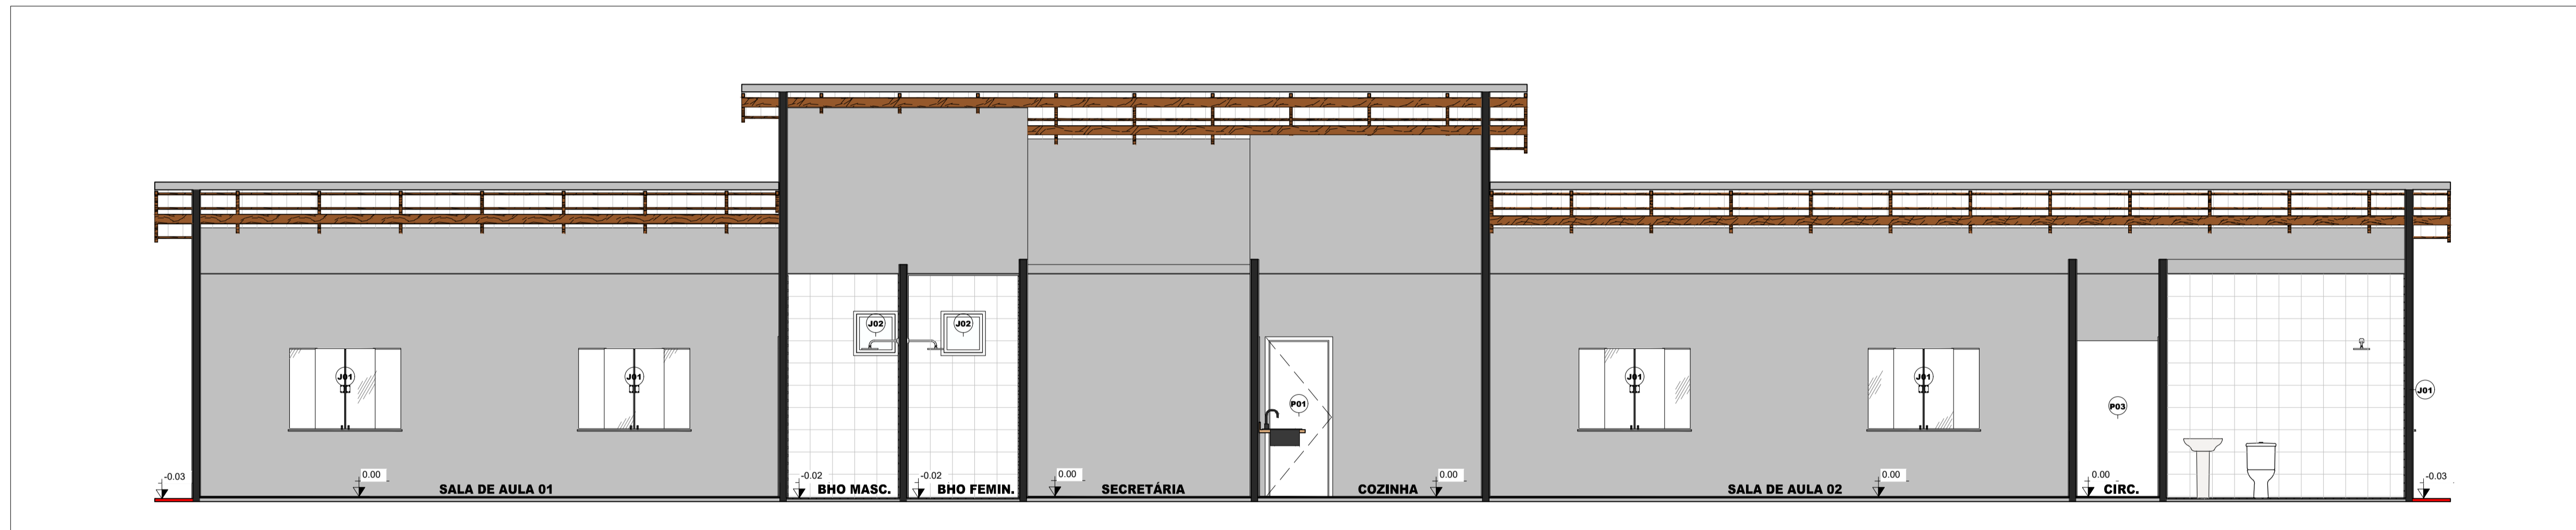 J02
J02
J01
J01
J01
J01
J01
P01
P03
-0.03
0.00
-0.02
-0.02
0.00
0.00
0.00
0.00
-0.03
SALA DE AULA 01
BHO MASC.
BHO FEMIN.
SECRETÁRIA
COZINHA
SALA DE AULA 02
CIRC.